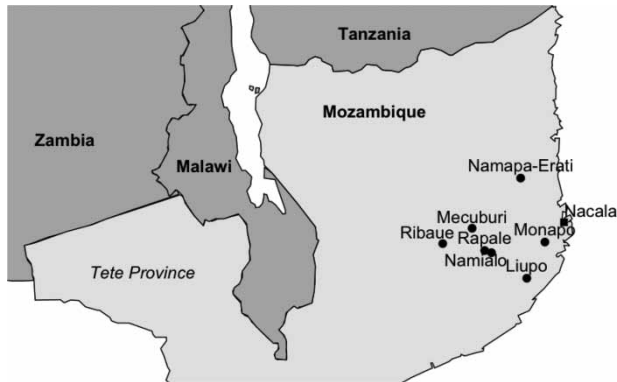 Tanzania
Mozambique
Zambia
Malawi
Namapa-Erati
Nacala
Mecuburi
Monapo
Ribaue
Rapale
Namialo
Tete Province
Liupo